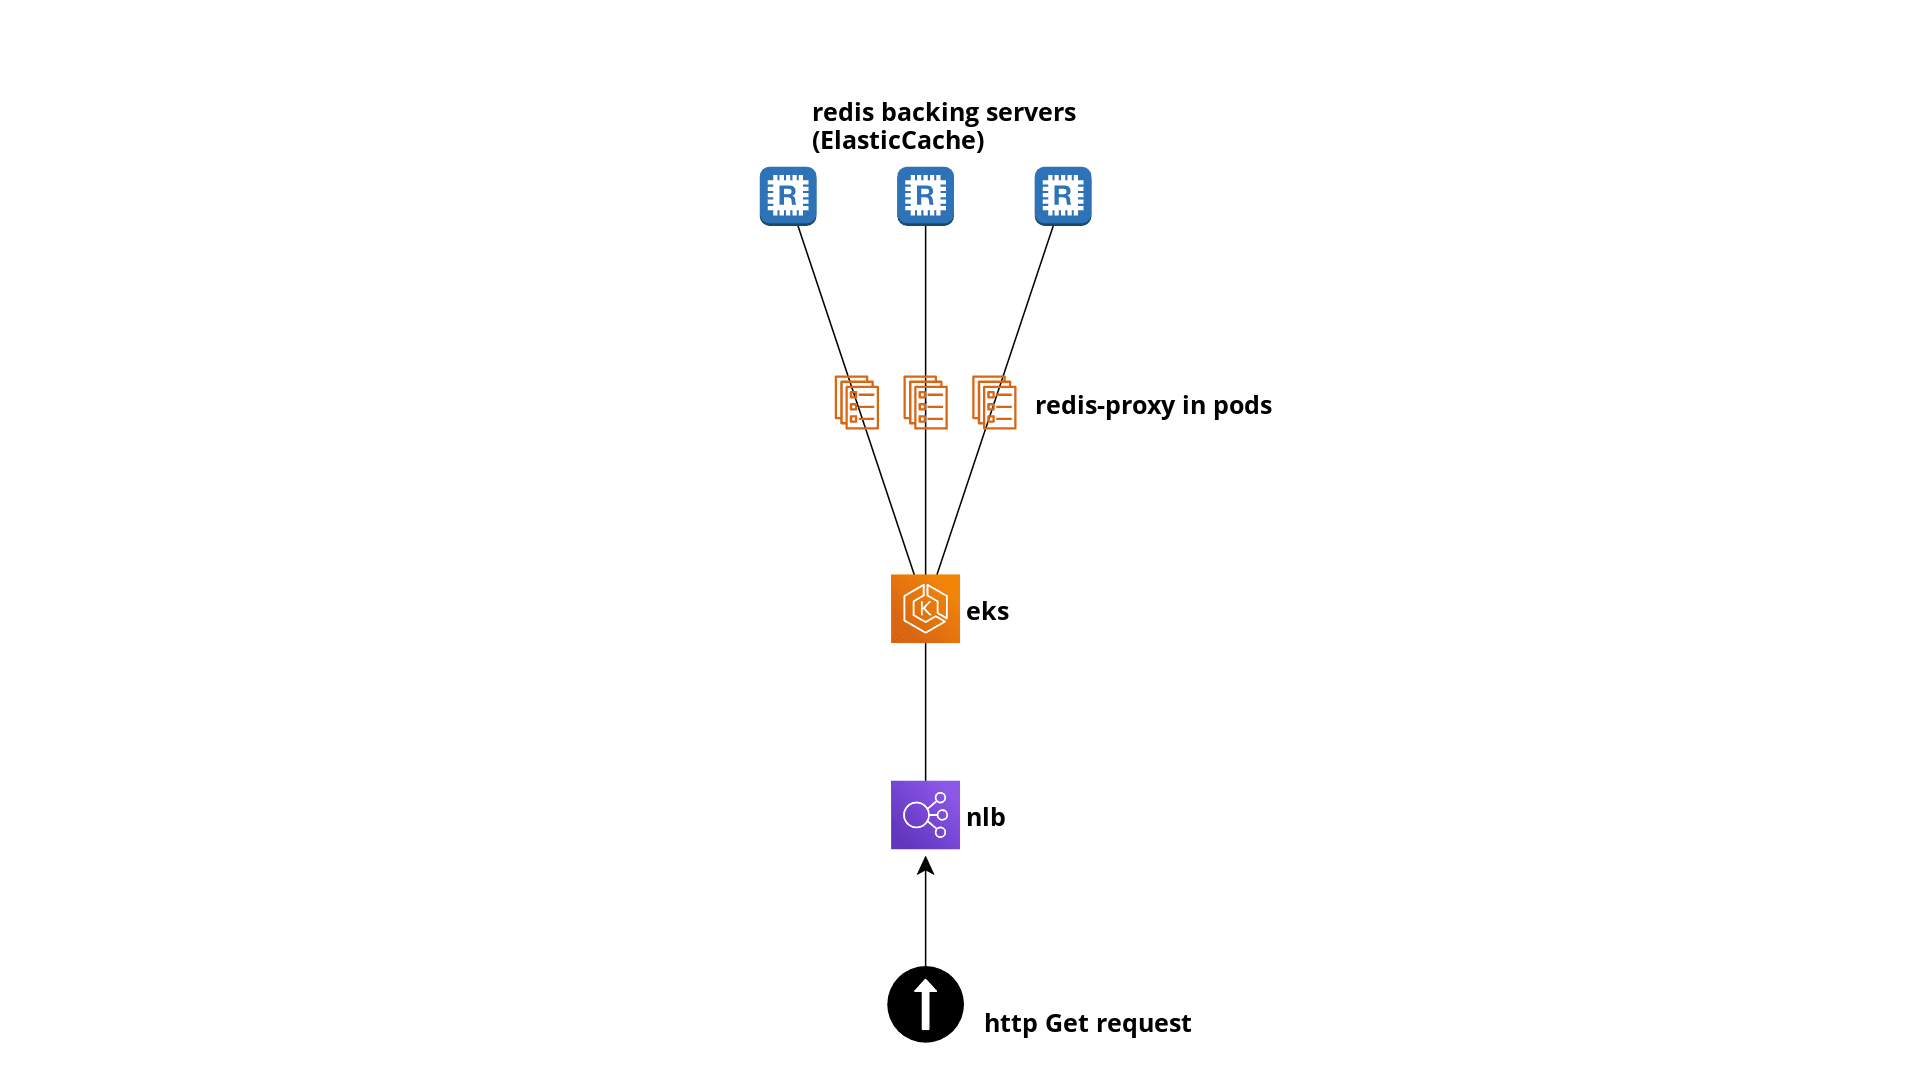 redis backing servers
(ElasticCache)
R R R
redis-proxy in pods
K
eks
nlb
http Get request